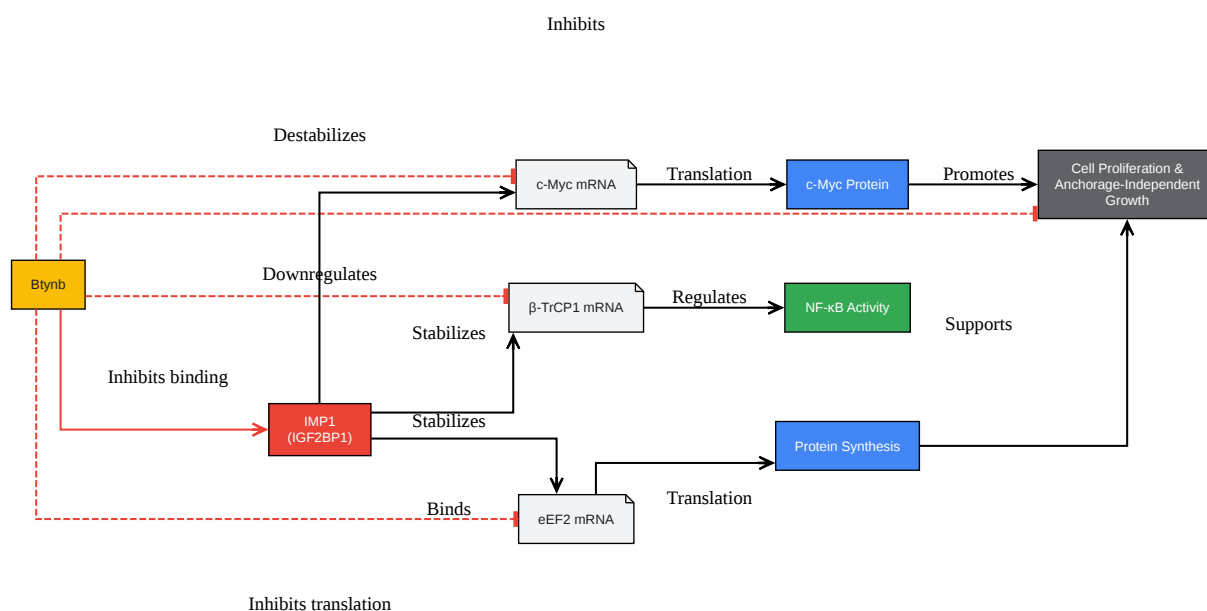 Inhibits
Destabilizes
c-Myc mRNA
Translation
c-Myc Protein
Promotes
Cell Proliferation &
Anchorage-Independent
Growth
Btynb
Downregulates
β-TrCP1 mRNA
Regulates
NF-κB Activity
Stabilizes
Supports
Inhibits binding
IMP1
(IGF2BP1)
Stabilizes
Protein Synthesis
Binds
eEF2 mRNA
Translation
Inhibits translation